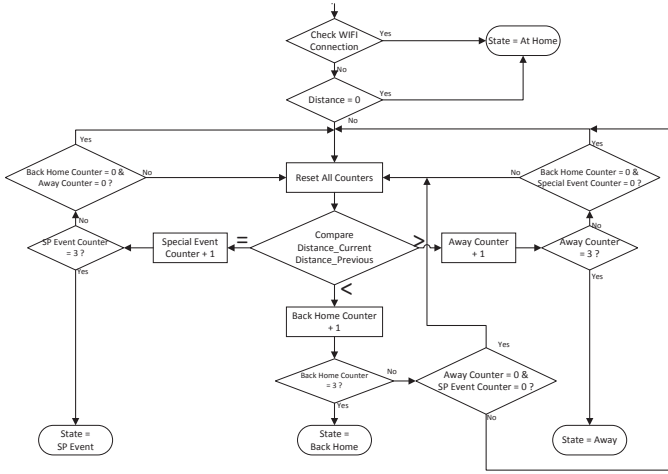 Check WIFI
Connection
Yes
State = At Home
No
Distance = 0
Yes
No
Yes
Yes
Back Home Counter = 0 &
Away Counter = 0 ?
No
Reset All Counters
No
Back Home Counter = 0 &
Special Event Counter = 0 ?
No
No
SP Event Counter
= 3 ?
Yes
Special Event
Counter + 1
=
Compare
Distance_Current
Distance_Previous
>
Away Counter
+ 1
Away Counter
= 3 ?
Yes
<
Back Home Counter
+ 1
Yes
Back Home Counter
= 3 ?
No
Away Counter = 0 &
SP Event Counter = 0 ?
Yes
No
State =
SP Event
State =
Back Home
State = Away